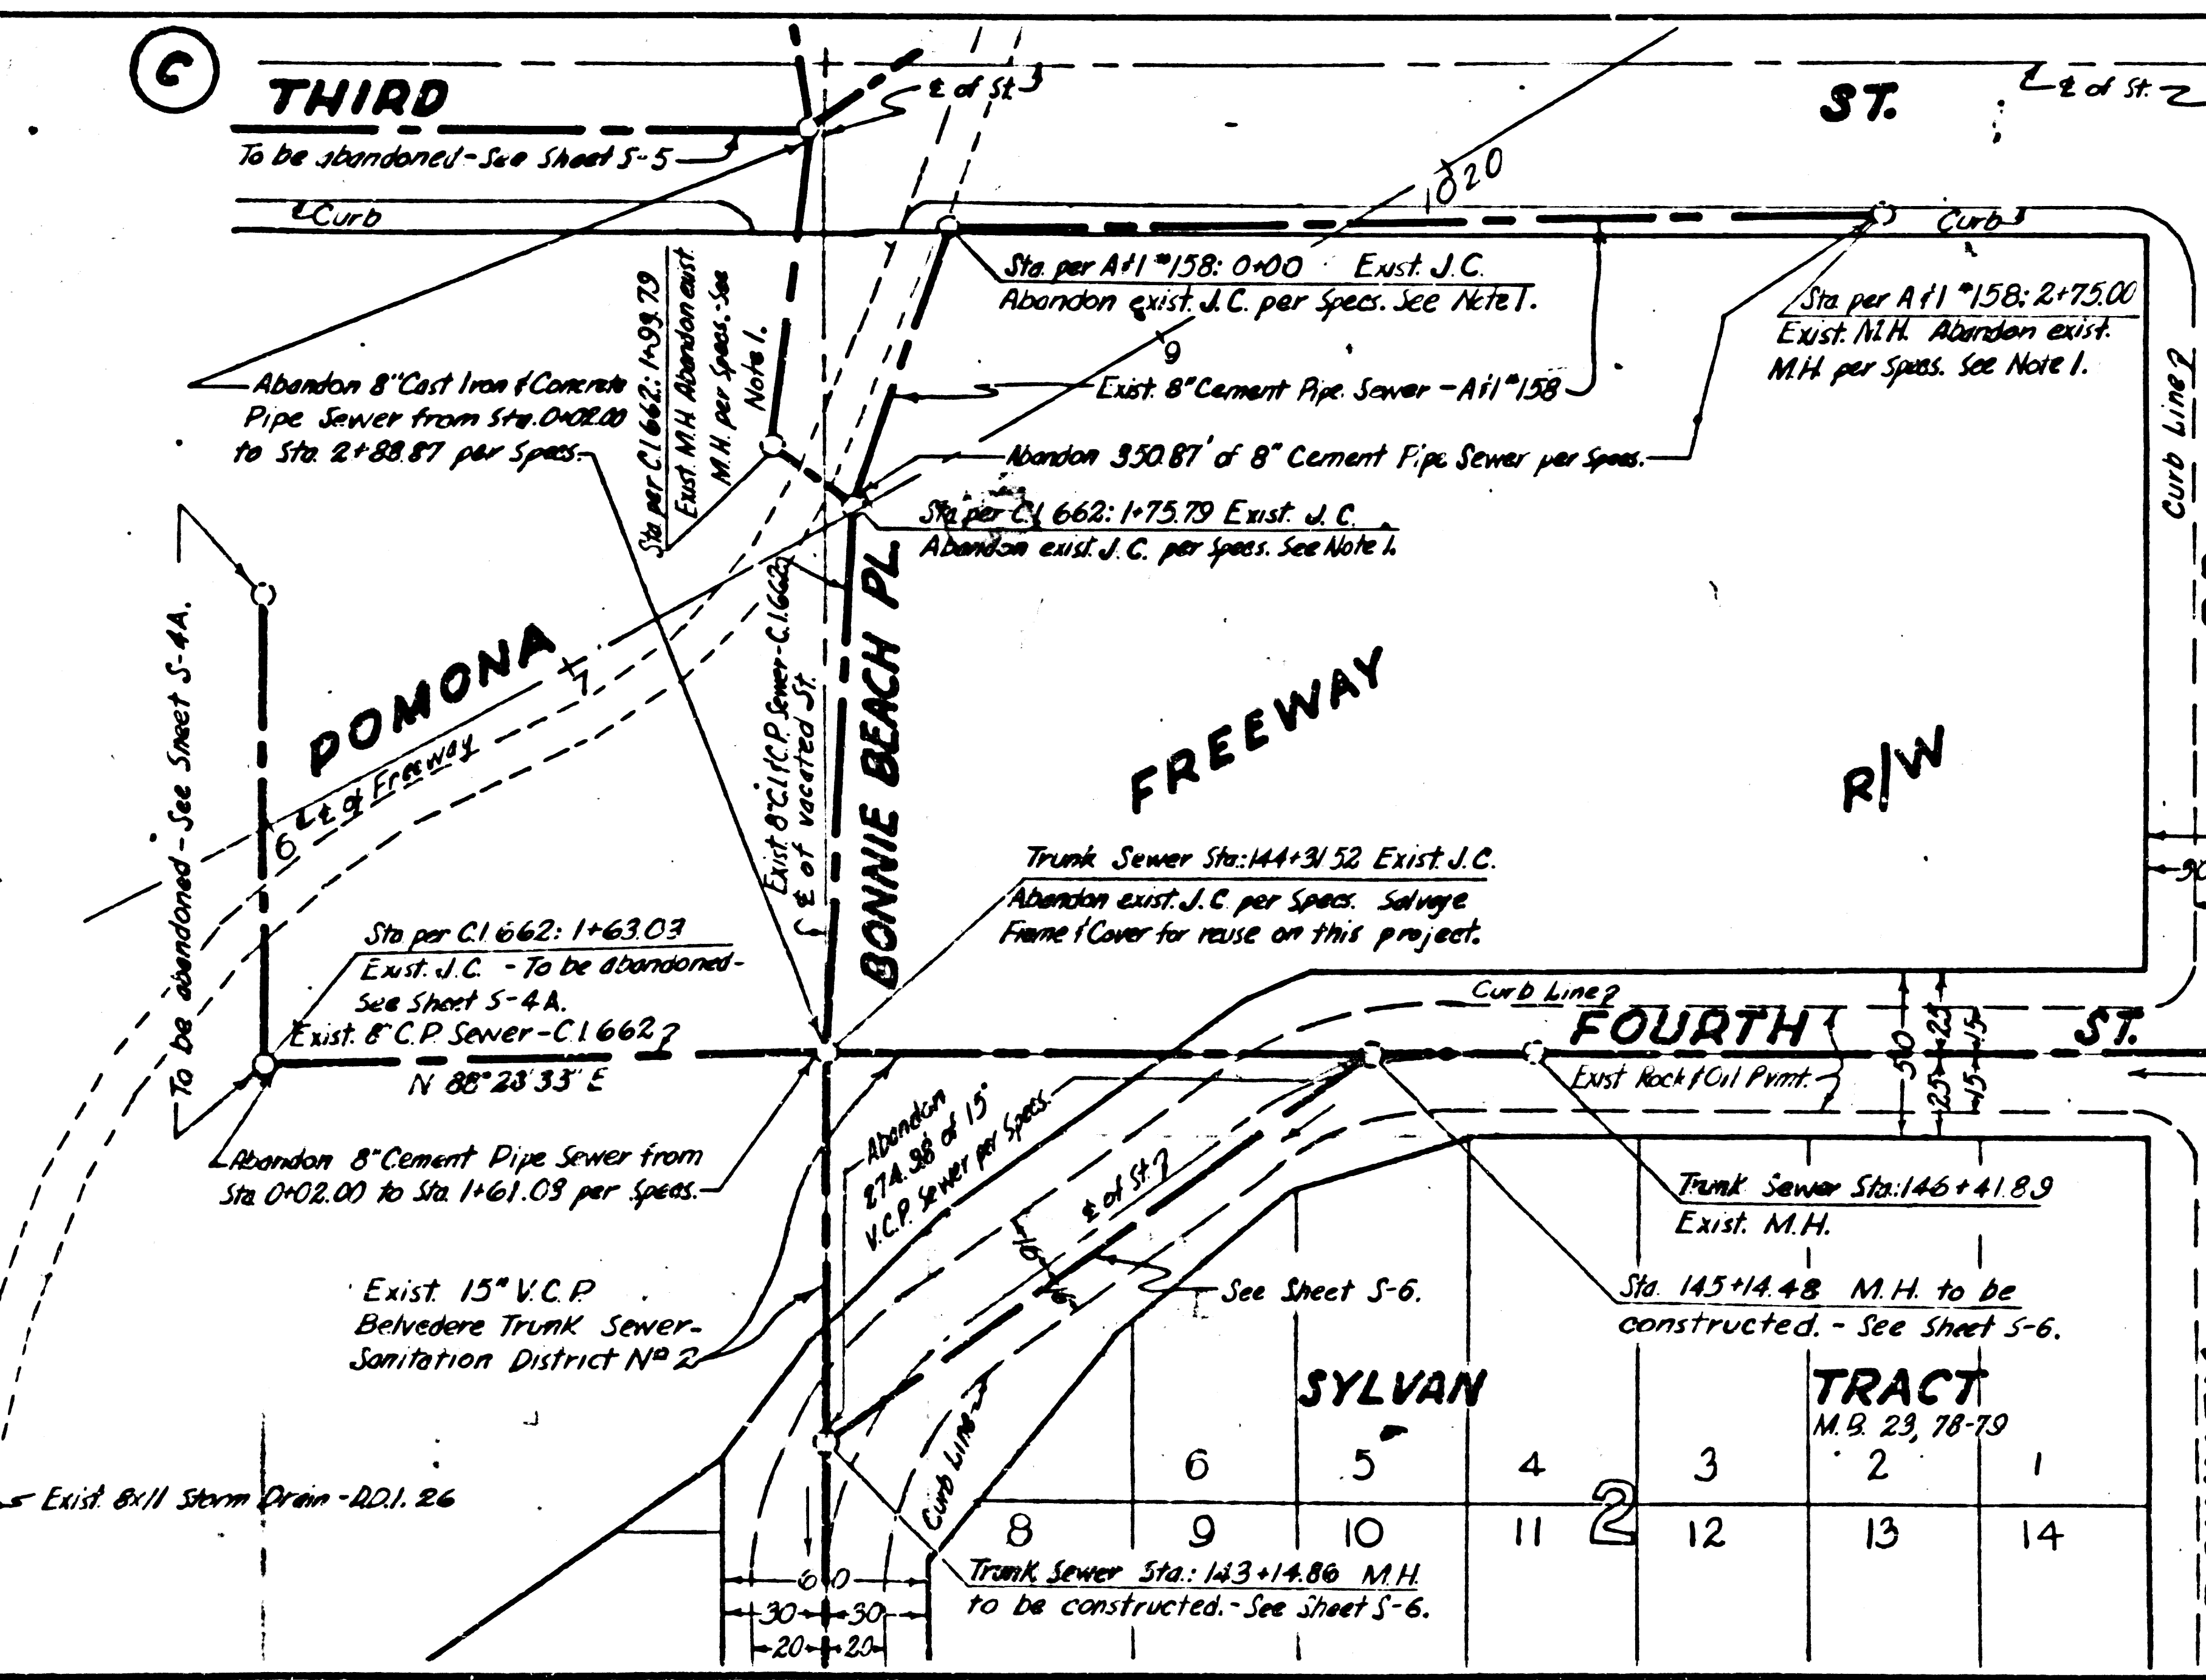 C
THIRD
ST.
℄ of St.
℄ of St.
To be abandoned - See Sheet S-5
Curb
1020
Curb
Sta. per A#1 #158: 0+00 Exist. J.C.
Abandon exist. J.C. per Specs. See Note 1.
Sta per A#1 #158: 2+75.00
Exist. M.H. Abandon exist.
M.H. per Specs. See Note 1.
Sta per C.I. 662: 1+99.79
Exist. M.H. Abandon exist.
M.H. per Specs. - See
Note 1.
9
Abandon 8" Cast Iron & Concrete
Pipe Sewer from Sta. 0+02.00
to Sta. 2+88.87 per Specs.
Exist. 8" Cement Pipe Sewer - A#1 #158
Abandon 350.87' of 8" Cement Pipe Sewer per Specs.
Curb Line
Sta per C.I. 662: 1+75.79 Exist. J.C.
Abandon exist. J.C. per Specs. See Note 1.
To be abandoned - See Sheet S-4A.
POMONA
7
℄ of Freeway
6
Exist. 8" C.I. & C.P. Sewer - C.I. 662
℄ of vacated St.
BONNIE BEACH PL.
FREEWAY
R/W
Trunk Sewer Sta: 144+31.52 Exist. J.C.
Abandon exist. J.C. per Specs. Salvage
Frame & Cover for reuse on this project.
Sta per C.I. 662: 1+63.03
Exist. J.C. - To be abandoned -
See Sheet S-4A.
Exist. 8" C.P. Sewer - C.I. 662
N 88°28'33" E
90
Curb Line
FOURTH
ST.
Exist Rock & Oil Pvmt.
50
25 25
15 15
Abandon 8" Cement Pipe Sewer from
Sta 0+02.00 to Sta 1+61.09 per Specs.
Abandon
274.98' of 15"
V.C.P. Sewer per Specs.
℄ of St.
16
16
Trunk Sewer Sta: 146+41.89
Exist. M.H.
Exist. 15" V.C.P.
Belvedere Trunk Sewer -
Sanitation District Nº 2
See Sheet S-6.
Sta. 145+14.48 M.H. to be
constructed. - See Sheet S-6.
SYLVAN
TRACT
M.B. 23, 78-79
Curb Line
6 5 4 3 2 1
2
8 9 10 11 12 13 14
Exist. 8x11 Storm Drain - D.D.I. 26
60
30 30
20 20
Trunk Sewer Sta.: 143+14.86 M.H.
to be constructed. - See Sheet S-6.